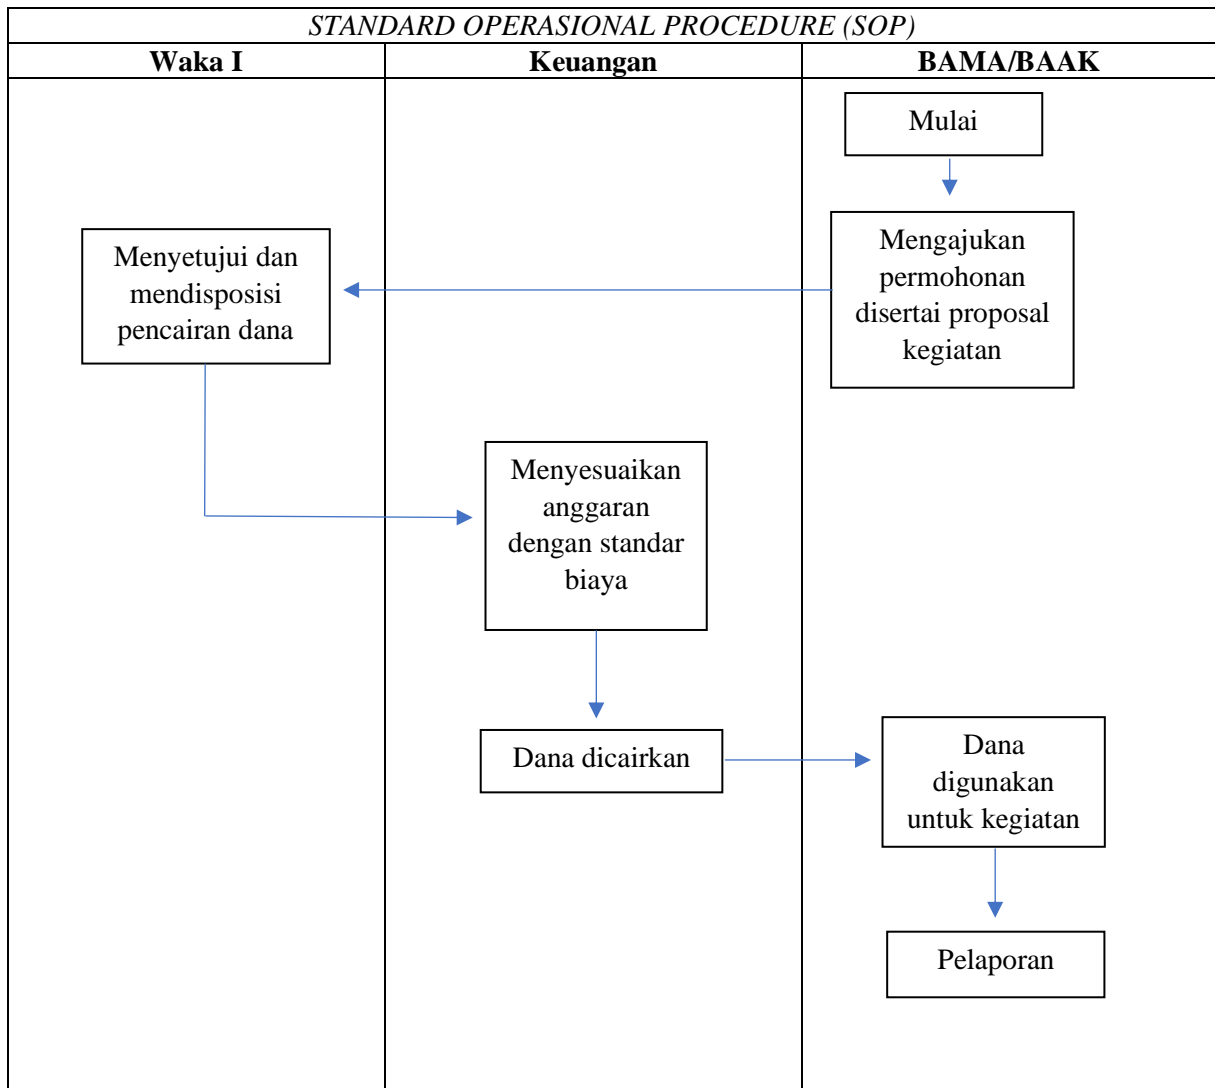 STANDARD OPERASIONAL PROCEDURE (SOP)
Waka I
Keuangan
BAMA/BAAK
Mulai
Mengajukan
permohonan
disertai proposal
kegiatan
Menyetujui dan
mendisposisi
pencairan dana
Menyesuaikan
anggaran
dengan standar
biaya
Dana dicairkan
Dana
digunakan
untuk kegiatan
Pelaporan